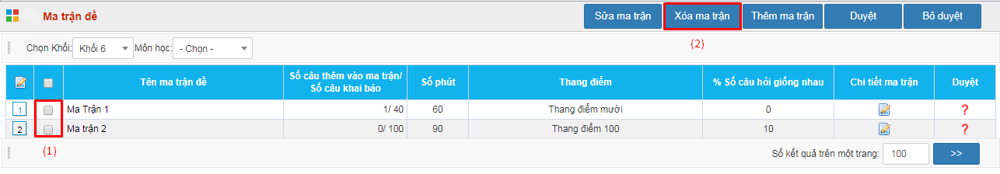 Ma trận đề
Sửa ma trận Xóa ma trận Thêm ma trận Duyệt Bỏ duyệt
(2)
Chọn Khối: Khối 6 Môn học: - Chọn -
Tên ma trận đề Số câu thêm vào ma trận/ Số phút Thang điểm % Số câu hỏi giống nhau Chi tiết ma trận Duyệt
Số câu khai báo
1 Ma Trận 1 1/ 40 60 Thang điểm mười 0 ?
2 Ma trận 2 0/ 100 90 Thang điểm 100 10 ?
(1)
Số kết quả trên một trang: 100 >>